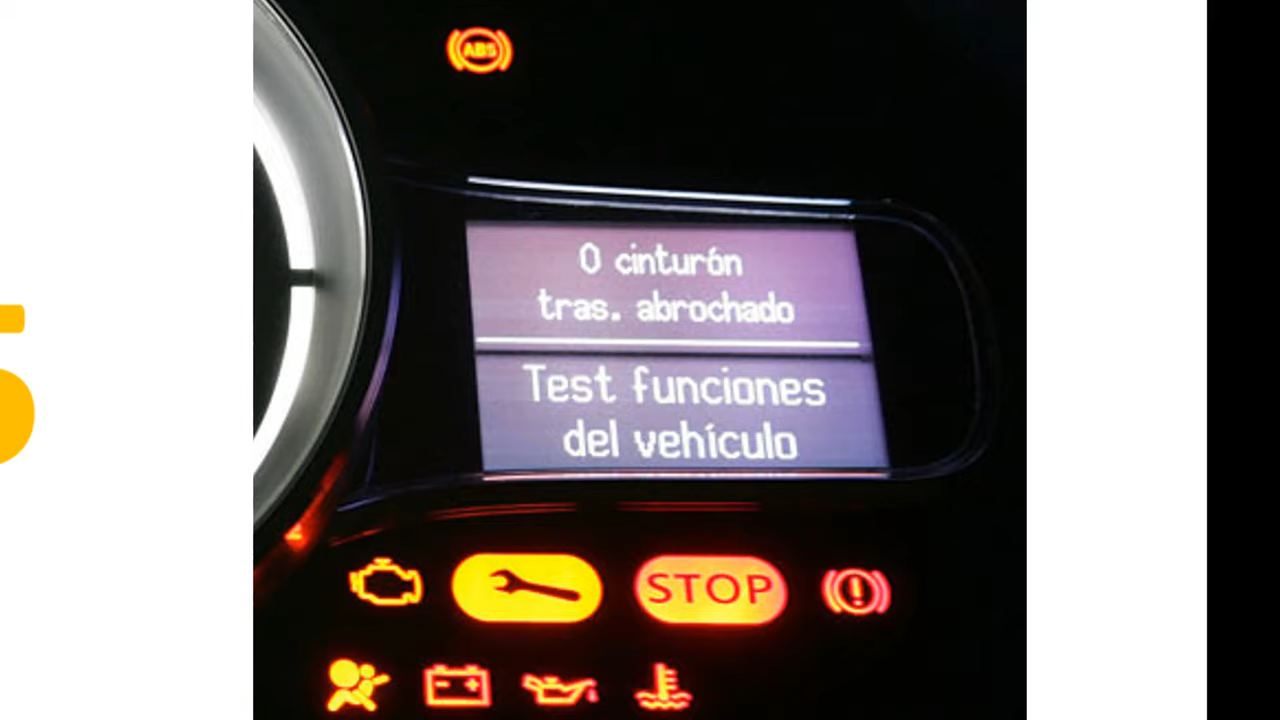 ABS
0 cinturón
tras. abrochado
Test funciones
del vehículo
STOP